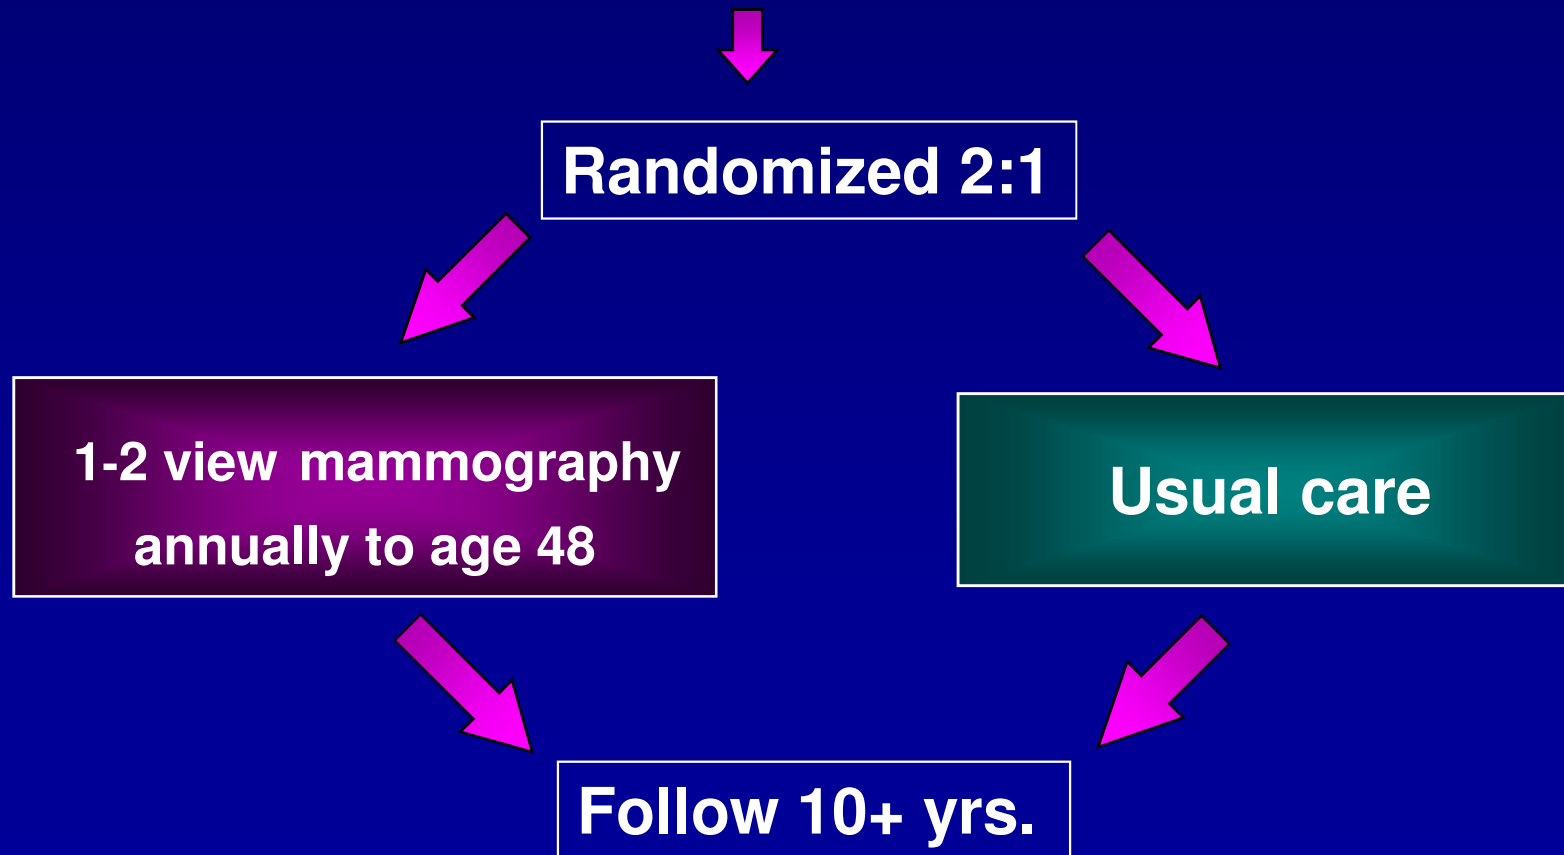 Randomized 2:1
1-2 view mammography
annually to age 48
Usual care
Follow 10+ yrs.